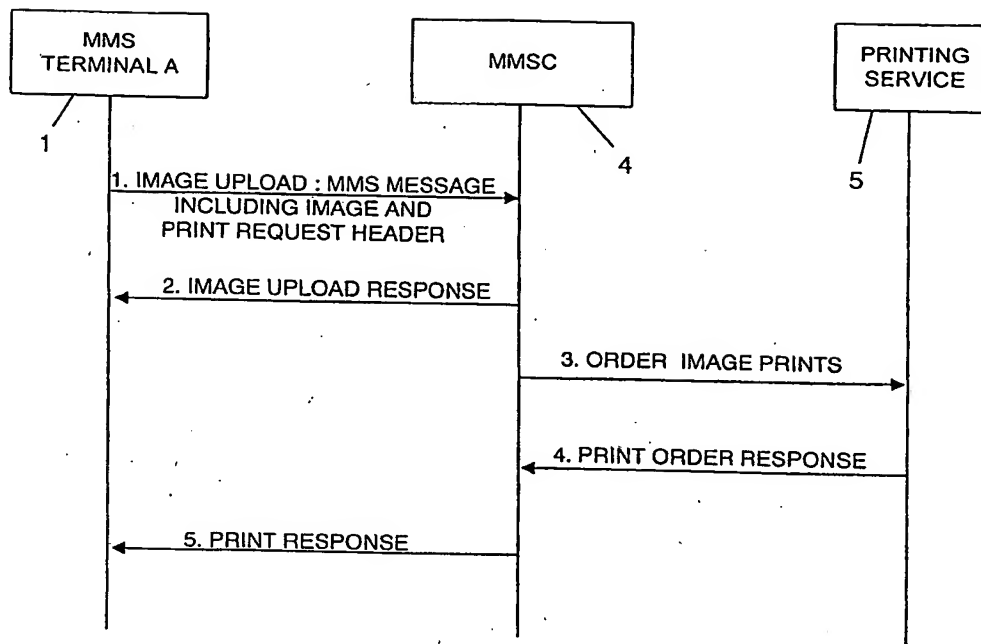 MMS
TERMINAL A
MMSC
PRINTING
SERVICE
1
4
5
1. IMAGE UPLOAD : MMS MESSAGE
INCLUDING IMAGE AND
PRINT REQUEST HEADER
2. IMAGE UPLOAD RESPONSE
3. ORDER IMAGE PRINTS
4. PRINT ORDER RESPONSE
5. PRINT RESPONSE